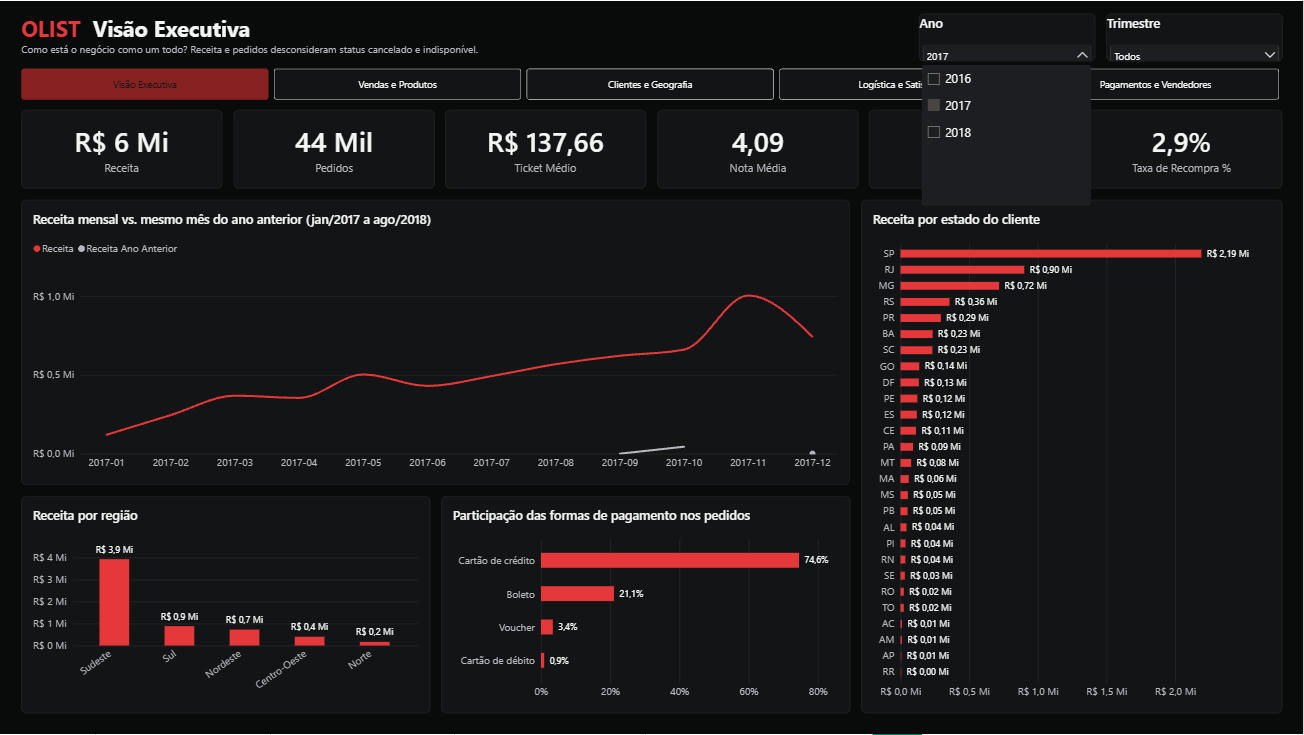 OLIST Visão Executiva
Como está o negócio como um todo? Receita e pedidos desconsideram status cancelado e indisponível.
Ano
2017
2016
2017
2018
Trimestre
Todos
Visão Executiva
Vendas e Produtos
Clientes e Geografia
Logística e Satis
Pagamentos e Vendedores
R$ 6 Mi
Receita
44 Mil
Pedidos
R$ 137,66
Ticket Médio
4,09
Nota Média
2,9%
Taxa de Recompra %
Receita mensal vs. mesmo mês do ano anterior (jan/2017 a ago/2018)
Receita Receita Ano Anterior
R$ 1,0 Mi
R$ 0,5 Mi
R$ 0,0 Mi
2017-01 2017-02 2017-03 2017-04 2017-05 2017-06 2017-07 2017-08 2017-09 2017-10 2017-11 2017-12
Receita por estado do cliente
SP R$ 2,19 Mi
RJ R$ 0,90 Mi
MG R$ 0,72 Mi
RS R$ 0,36 Mi
PR R$ 0,29 Mi
BA R$ 0,23 Mi
SC R$ 0,23 Mi
GO R$ 0,14 Mi
DF R$ 0,13 Mi
PE R$ 0,12 Mi
ES R$ 0,12 Mi
CE R$ 0,11 Mi
PA R$ 0,09 Mi
MT R$ 0,08 Mi
MA R$ 0,06 Mi
MS R$ 0,05 Mi
PB R$ 0,05 Mi
AL R$ 0,04 Mi
PI R$ 0,04 Mi
RN R$ 0,04 Mi
SE R$ 0,03 Mi
RO R$ 0,02 Mi
TO R$ 0,02 Mi
AC R$ 0,01 Mi
AM R$ 0,01 Mi
AP R$ 0,01 Mi
RR R$ 0,00 Mi
R$ 0,0 Mi R$ 0,5 Mi R$ 1,0 Mi R$ 1,5 Mi R$ 2,0 Mi
Receita por região
R$ 4 Mi
R$ 3 Mi
R$ 2 Mi
R$ 1 Mi
R$ 0 Mi
R$ 3,9 Mi
R$ 0,9 Mi
R$ 0,7 Mi
R$ 0,4 Mi
R$ 0,2 Mi
Sudeste Sul Nordeste Centro-Oeste Norte
Participação das formas de pagamento nos pedidos
Cartão de crédito 74,6%
Boleto 21,1%
Voucher 3,4%
Cartão de débito 0,9%
0% 20% 40% 60% 80%